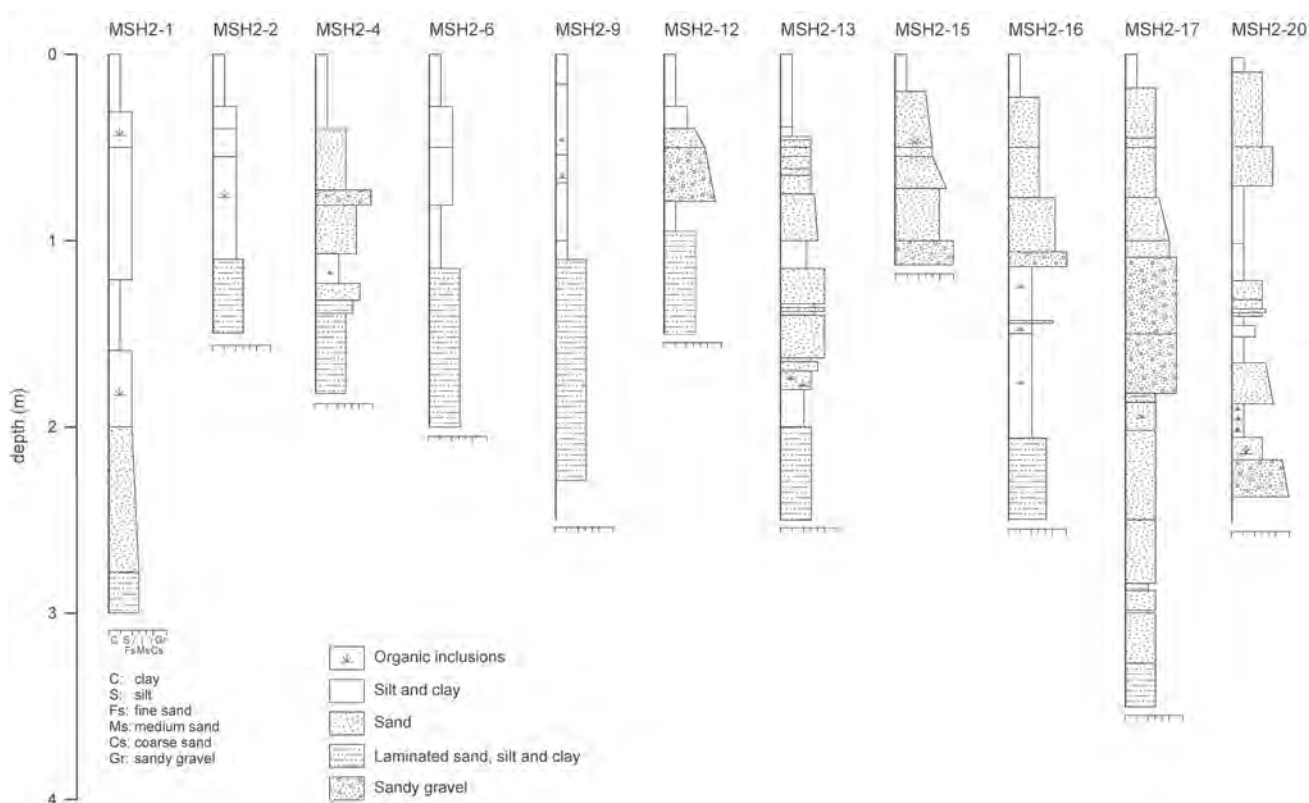 MSH2-1 MSH2-2 MSH2-4 MSH2-6 MSH2-9 MSH2-12 MSH2-13 MSH2-15 MSH2-16 MSH2-17 MSH2-20
0
1
2
3
4
depth (m)
C S Gr
Fs Ms Cs
C: clay
S: silt
Fs: fine sand
Ms: medium sand
Cs: coarse sand
Gr: sandy gravel
Organic inclusions
Silt and clay
Sand
Laminated sand, silt and clay
Sandy gravel